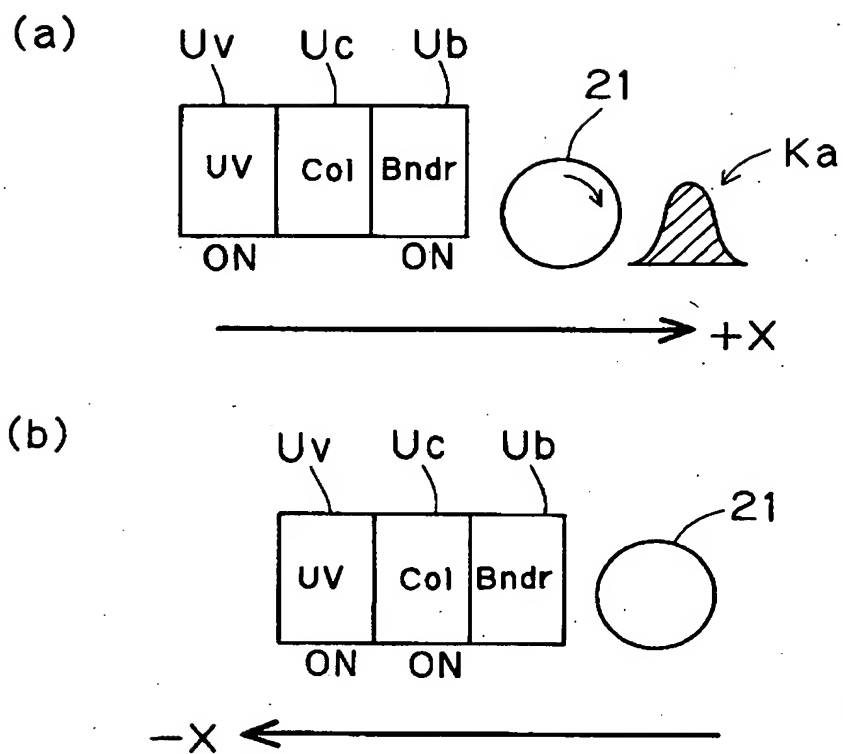 (a)
Uv Uc Ub
21
Ka
UV Col Bndr
ON ON
+X
(b)
Uv Uc Ub
21
UV Col Bndr
ON ON
−X